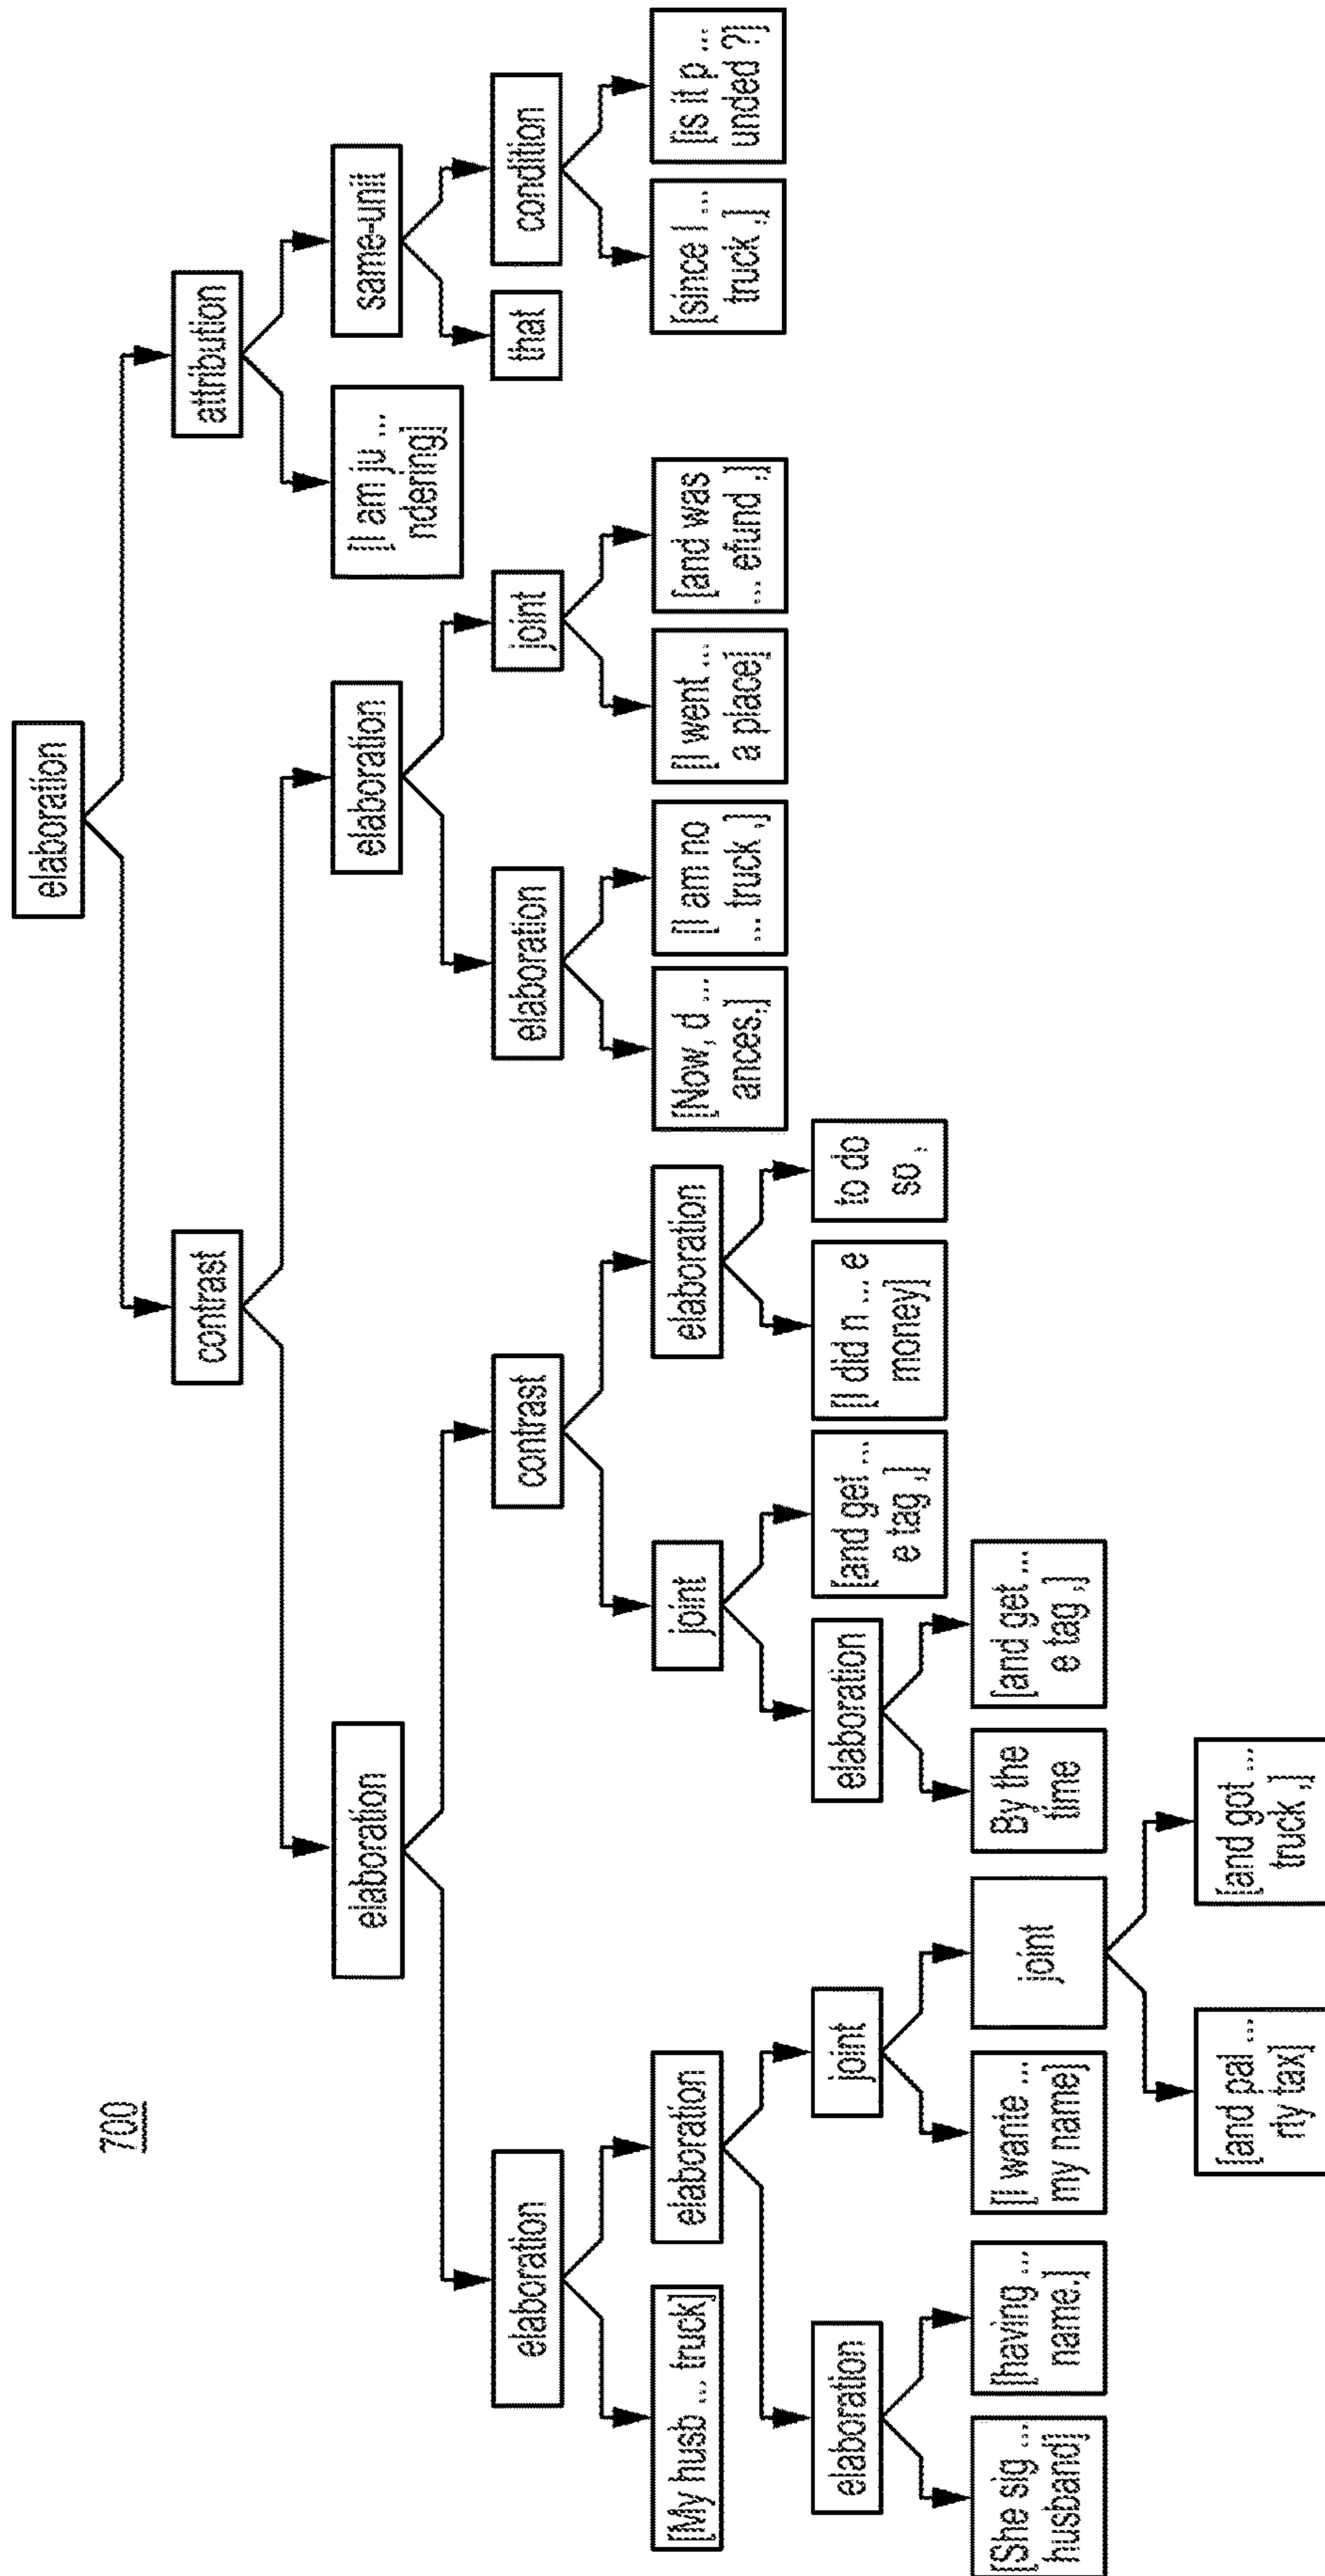 700
elaboration
contrast
attribution
elaboration
elaboration
[I am ju ...
ndering]
same-unit
elaboration
contrast
elaboration
joint
that
condition
[My husb ... truck]
elaboration
joint
elaboration
[Now, d ...
ances.]
[I am no
... truck ,]
[I went ...
a place]
[and was
... efund ,]
[since I ...
truck ,]
[is it p ...
unded ?]
elaboration
joint
elaboration
[and get ...
e tag ,]
[I did n ... e
money]
to do
so ,
[She sig ...
husband]
[having ...
name.]
[I wante ...
my name]
joint
By the
time
[and get ...
e tag ,]
[and pal ...
rty tax]
[and got ...
truck ,]